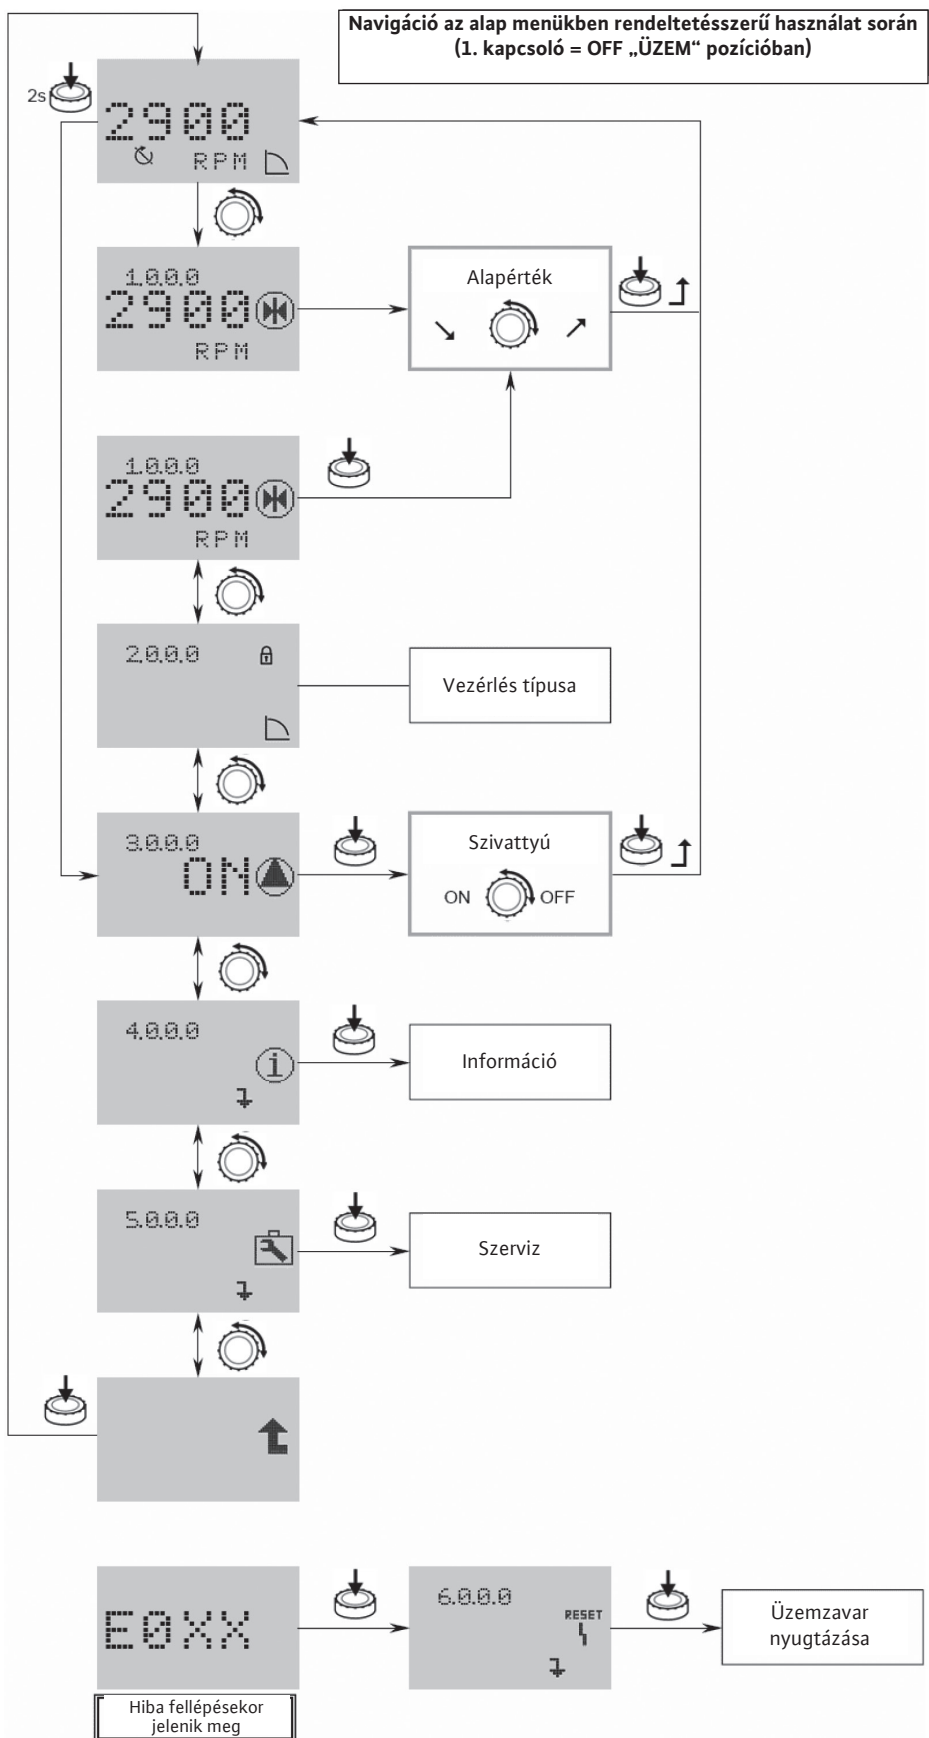 Navigáció az alap menükben rendeltetésszerű használat során
(1. kapcsoló = OFF „ÜZEM“ pozícióban)
2s
2900
RPM
1.0.0.0
2900
RPM
Alapérték
1.0.0.0
2900
RPM
2.0.0.0
Vezérlés típusa
3.0.0.0
ON
Szivattyú
ON
OFF
4.0.0.0
i
Információ
5.0.0.0
Szerviz
E0XX
6.0.0.0
RESET
Üzemzavar
nyugtázása
Hiba fellépésekor
jelenik meg